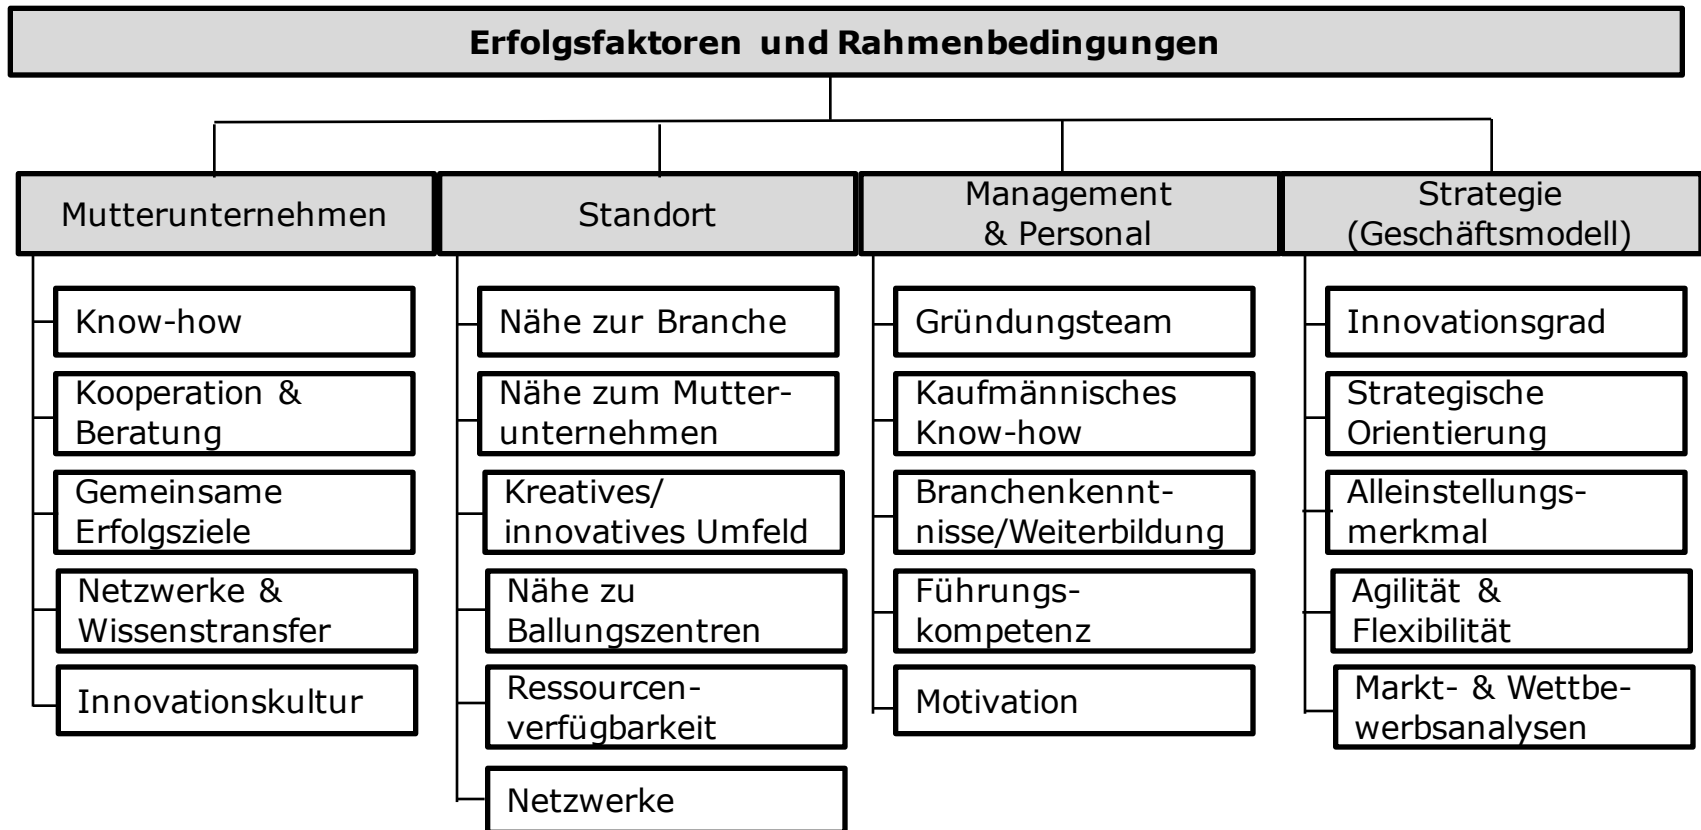 Erfolgsfaktoren und Rahmenbedingungen
Mutterunternehmen
Know-how
Kooperation &
Beratung
Gemeinsame
Erfolgsziele
Netzwerke &
Wissenstransfer
Innovationskultur
Standort
Nähe zur Branche
Nähe zum Mutter-
unternehmen
Kreatives/
innovatives Umfeld
Nähe zu
Ballungszentren
Ressourcen-
verfügbarkeit
Netzwerke
Management
& Personal
Gründungsteam
Kaufmännisches
Know-how
Branchenkennt-
nisse/Weiterbildung
Führungs-
kompetenz
Motivation
Strategie
(Geschäftsmodell)
Innovationsgrad
Strategische
Orientierung
Alleinstellungs-
merkmal
Agilität &
Flexibilität
Markt- & Wettbe-
werbsanalysen